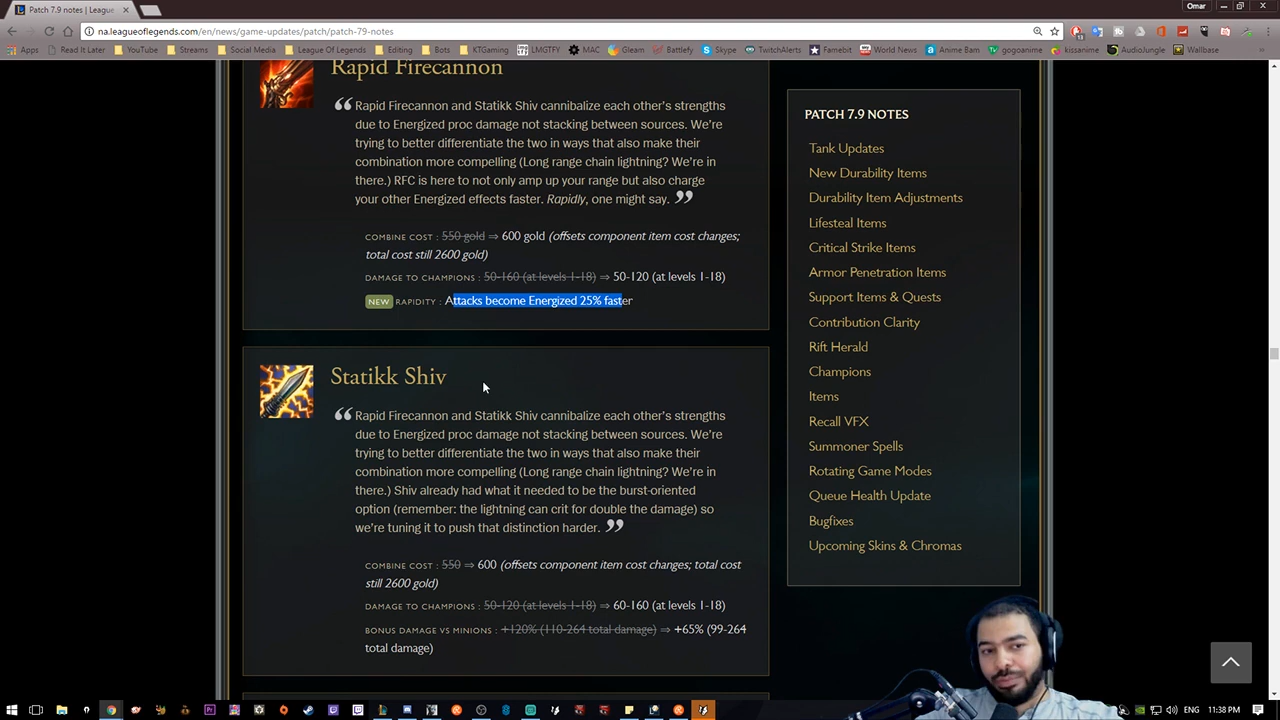 Patch 7.9 notes | League
Omar
na.leagueoflegends.com/en/news/game-updates/patch/patch-79-notes
Apps
Read It Later
YouTube
Streams
Social Media
League Of Legends
Editing
Bots
KTGaming
LMGTFY
MAC
Gleam
Battlefy
Skype
TwitchAlerts
Famebit
World News
Anime Bam
gogoanime
kissanime
AudioJungle
Wallbase
Rapid Firecannon
“ Rapid Firecannon and Statikk Shiv cannibalize each other's strengths
due to Energized proc damage not stacking between sources. We're
trying to better differentiate the two in ways that also make their
combination more compelling (Long range chain lightning? We're in
there.) RFC is here to not only amp up your range but also charge
your other Energized effects faster. Rapidly, one might say. ”
COMBINE COST : 550 gold ⇒ 600 gold (offsets component item cost changes;
total cost still 2600 gold)
DAMAGE TO CHAMPIONS : 50-160 (at levels 1-18) ⇒ 50-120 (at levels 1-18)
NEW RAPIDITY : Attacks become Energized 25% faster
Statikk Shiv
“ Rapid Firecannon and Statikk Shiv cannibalize each other's strengths
due to Energized proc damage not stacking between sources. We're
trying to better differentiate the two in ways that also make their
combination more compelling (Long range chain lightning? We're in
there.) Shiv already had what it needed to be the burst-oriented
option (remember: the lightning can crit for double the damage) so
we're tuning it to push that distinction harder. ”
COMBINE COST : 550 ⇒ 600 (offsets component item cost changes; total cost
still 2600 gold)
DAMAGE TO CHAMPIONS : 50-120 (at levels 1-18) ⇒ 60-160 (at levels 1-18)
BONUS DAMAGE VS MINIONS : +120% (110-264 total damage) ⇒ +65% (99-264
total damage)
PATCH 7.9 NOTES
Tank Updates
New Durability Items
Durability Item Adjustments
Lifesteal Items
Critical Strike Items
Armor Penetration Items
Support Items & Quests
Contribution Clarity
Rift Herald
Champions
Items
Recall VFX
Summoner Spells
Rotating Game Modes
Queue Health Update
Bugfixes
Upcoming Skins & Chromas
ENG
11:38 PM